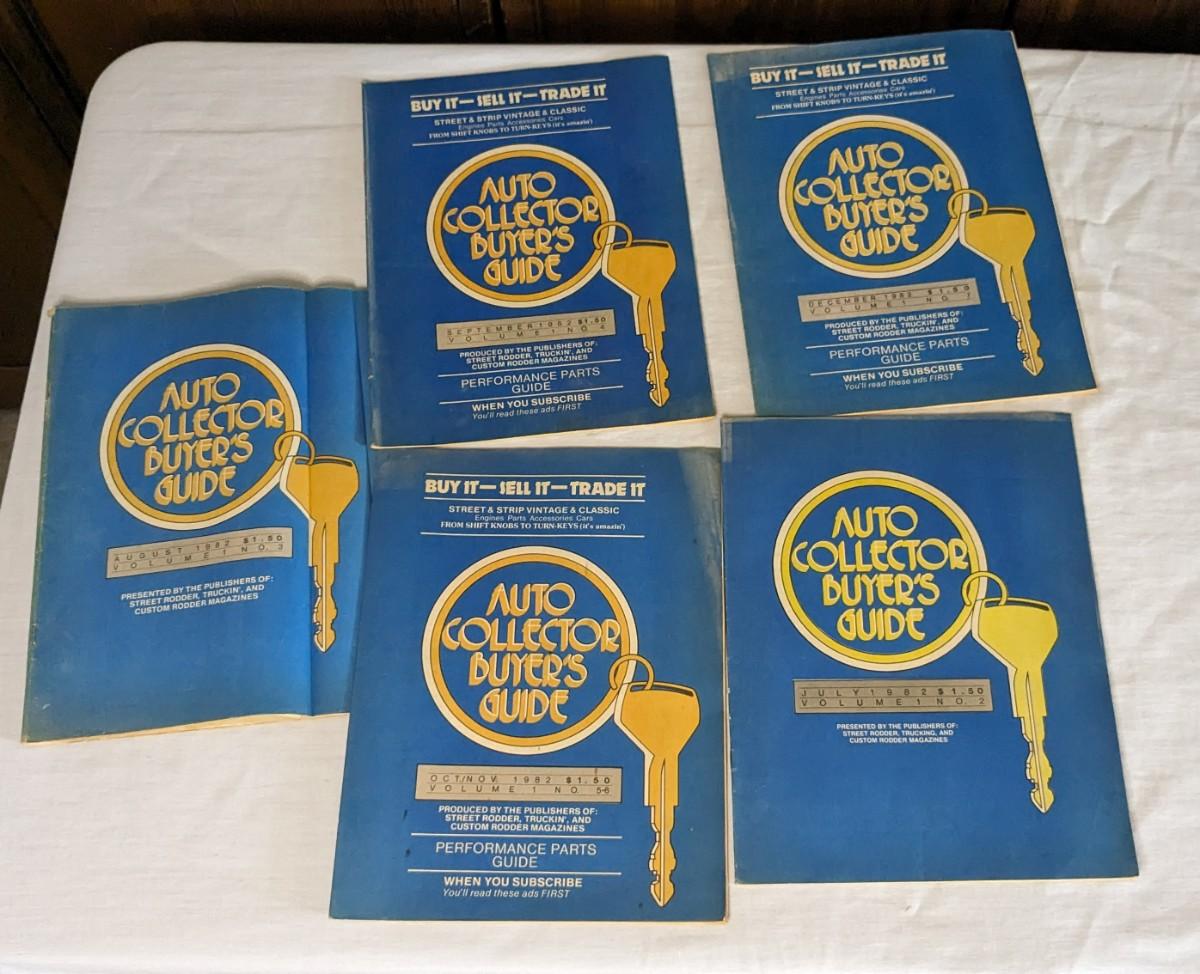 BUY IT—SELL IT—TRADE IT
STREET & STRIP VINTAGE & CLASSIC
Engines Parts Accessories Cars
FROM SHIFT KNOBS TO TURN-KEYS (it's amazin')
AUTO
COLLECTOR
BUYER'S
GUIDE
SEPTEMBER 1982 $1.50
VOLUME 1 NO. 4
PRODUCED BY THE PUBLISHERS OF:
STREET RODDER, TRUCKIN', AND
CUSTOM RODDER MAGAZINES
PERFORMANCE PARTS
GUIDE
WHEN YOU SUBSCRIBE
You'll read these ads FIRST
BUY IT—SELL IT—TRADE IT
STREET & STRIP VINTAGE & CLASSIC
Engines Parts Accessories Cars
FROM SHIFT KNOBS TO TURN-KEYS (it's amazin')
AUTO
COLLECTOR
BUYER'S
GUIDE
DECEMBER 1982 $1.50
VOLUME 1 NO. 7
PRODUCED BY THE PUBLISHERS OF:
STREET RODDER, TRUCKIN', AND
CUSTOM RODDER MAGAZINES
PERFORMANCE PARTS
GUIDE
WHEN YOU SUBSCRIBE
You'll read these ads FIRST
AUTO
COLLECTOR
BUYER'S
GUIDE
AUGUST 1982 $1.50
VOLUME 1 NO. 3
PRESENTED BY THE PUBLISHERS OF:
STREET RODDER, TRUCKIN', AND
CUSTOM RODDER MAGAZINES
BUY IT—SELL IT—TRADE IT
STREET & STRIP VINTAGE & CLASSIC
Engines Parts Accessories Cars
FROM SHIFT KNOBS TO TURN-KEYS (it's amazin')
AUTO
COLLECTOR
BUYER'S
GUIDE
OCT/NOV. 1982 $1.50
VOLUME 1 NO. 5-6
PRODUCED BY THE PUBLISHERS OF:
STREET RODDER, TRUCKIN', AND
CUSTOM RODDER MAGAZINES
PERFORMANCE PARTS
GUIDE
WHEN YOU SUBSCRIBE
You'll read these ads FIRST
AUTO
COLLECTOR
BUYER'S
GUIDE
JULY 1982 $1.50
VOLUME 1 NO. 2
PRESENTED BY THE PUBLISHERS OF:
STREET RODDER, TRUCKING, AND
CUSTOM RODDER MAGAZINES